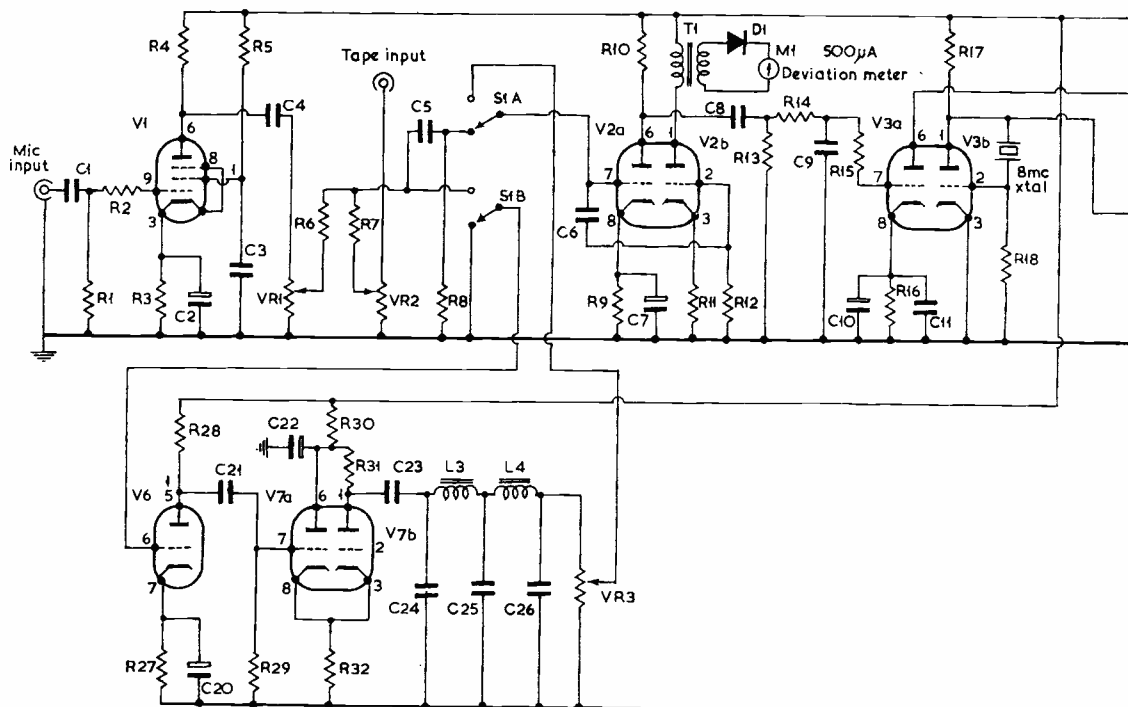 R4
R5
Tape input
R10
T1
D1
M1
500μA
Deviation meter
R17
C4
C5
S1A
C8
R14
V1
6
8
1
9
3
Mic input
C1
R2
V2a
6
1
V2b
7
2
8
3
R13
C9
R15
V3a
6
1
V3b
7
2
8
3
8mc
xtal
R6
R7
S1B
C6
C3
R1
R3
C2
VR1
VR2
R8
R9
C7
R11
R12
C10
R16
C11
R18
R28
C22
R30
R31
C23
L3
L4
C21
V6
1
5
6
7
V7a
6
1
V7b
7
2
8
3
C24
C25
C26
VR3
R27
C20
R29
R32